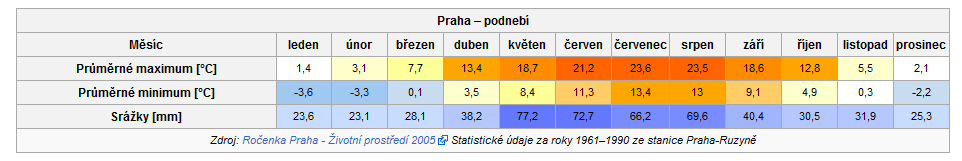 Praha – podnebí
Měsíc leden únor březen duben květen červen červenec srpen září říjen listopad prosinec
Průměrné maximum [°C] 1,4 3,1 7,7 13,4 18,7 21,2 23,6 23,5 18,6 12,8 5,5 2,1
Průměrné minimum [°C] -3,6 -3,3 0,1 3,5 8,4 11,3 13,4 13 9,1 4,9 0,3 -2,2
Srážky [mm] 23,6 23,1 28,1 38,2 77,2 72,7 66,2 69,6 40,4 30,5 31,9 25,3
Zdroj: Ročenka Praha - Životní prostředí 2005 Statistické údaje za roky 1961–1990 ze stanice Praha-Ruzyně